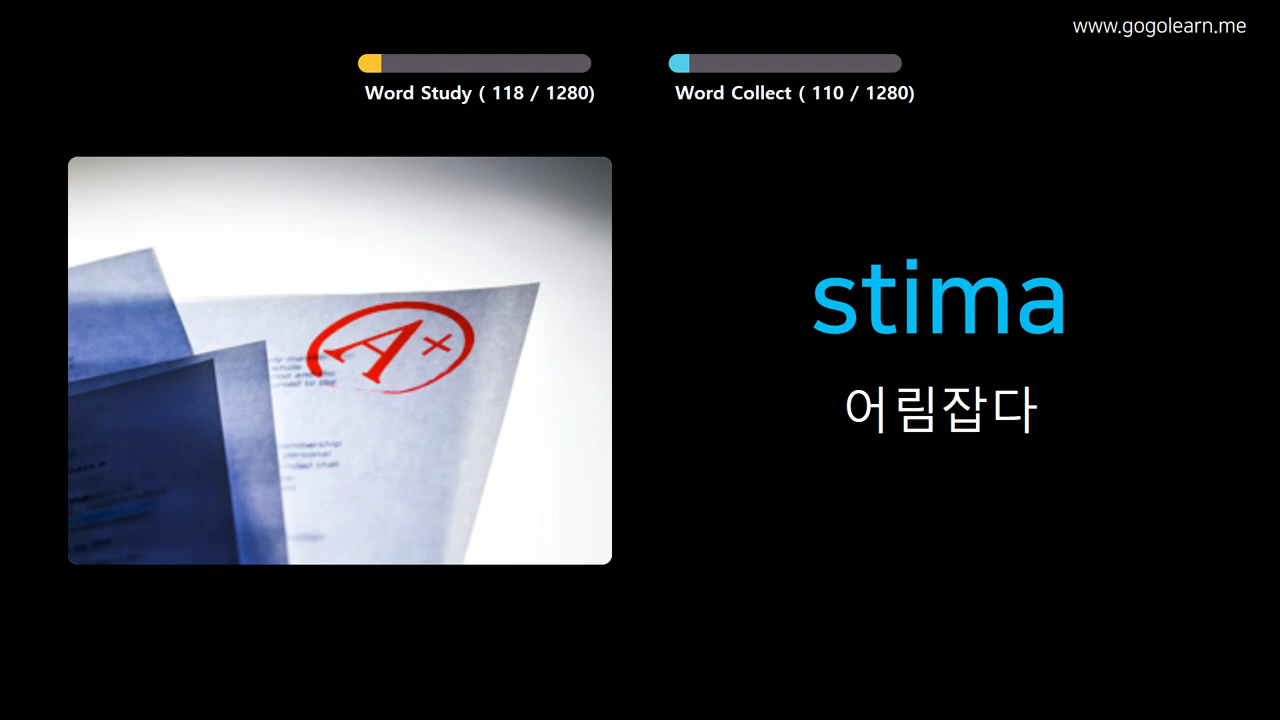 www.gogolearn.me
Word Study ( 118 / 1280)
Word Collect ( 110 / 1280)
A+
stima
어림잡다